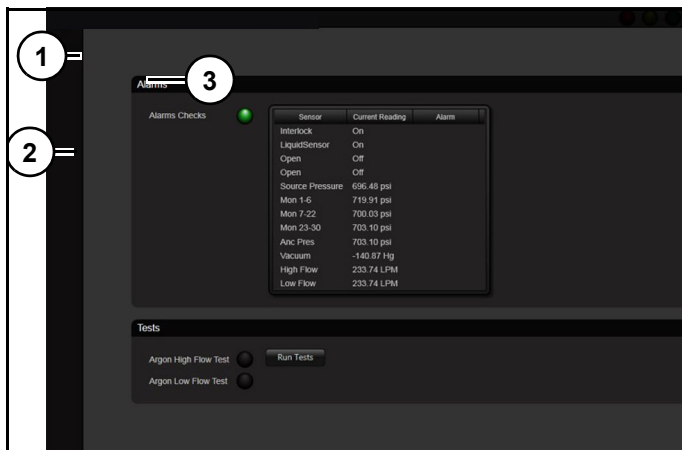 1
3
Alarms
Alarms Checks
Sensor Current Reading Alarm
Interlock On
LiquidSensor On
Open Off
Open Off
Source Pressure 696.48 psi
Mon 1-6 719.91 psi
Mon 7-22 700.03 psi
Mon 23-30 703.10 psi
Anc Pres 703.10 psi
Vacuum -140.87 Hg
High Flow 233.74 LPM
Low Flow 233.74 LPM
2
Tests
Argon High Flow Test Run Tests
Argon Low Flow Test